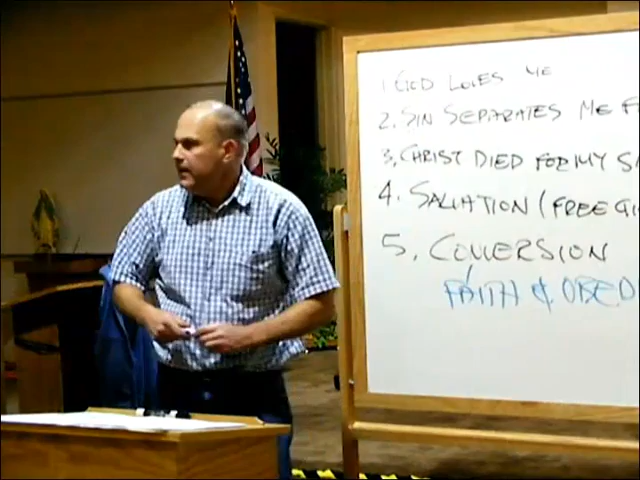 1 GOD LOVES ME
2. SIN SEPARATES ME F
3, CHRIST DIED FOR MY SA
4. SALVATION (FREE GI
5. CONVERSION
FAITH & OBED